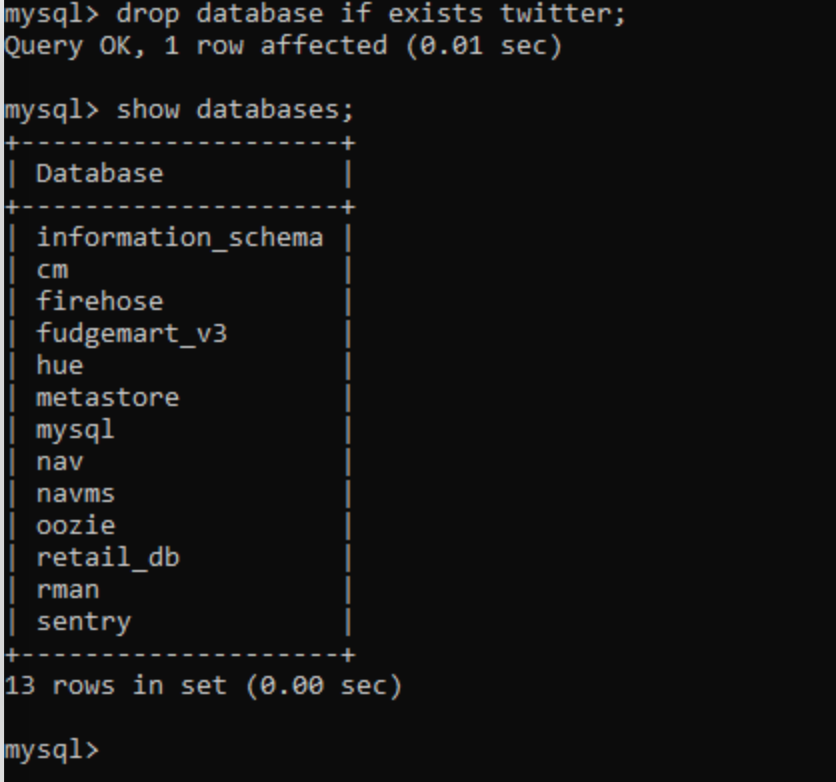 mysql> drop database if exists twitter;
Query OK, 1 row affected (0.01 sec)
mysql> show databases;
+--------------------+
| Database           |
+--------------------+
| information_schema |
| cm                 |
| firehose           |
| fudgemart_v3       |
| hue                |
| metastore          |
| mysql              |
| nav                |
| navms              |
| oozie              |
| retail_db          |
| rman               |
| sentry             |
+--------------------+
13 rows in set (0.00 sec)
mysql>